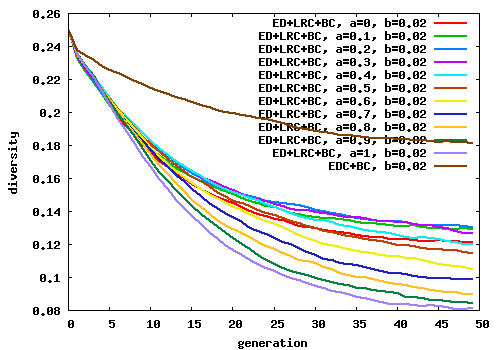 0.26
0.24
0.22
0.2
0.18
0.16
0.14
0.12
0.1
0.08
diversity
ED+LRC+BC, a=0, b=0.02
ED+LRC+BC, a=0.1, b=0.02
ED+LRC+BC, a=0.2, b=0.02
ED+LRC+BC, a=0.3, b=0.02
ED+LRC+BC, a=0.4, b=0.02
ED+LRC+BC, a=0.5, b=0.02
ED+LRC+BC, a=0.6, b=0.02
ED+LRC+BC, a=0.7, b=0.02
ED+LRC+BC, a=0.8, b=0.02
ED+LRC+BC, a=0.9, b=0.02
ED+LRC+BC, a=1, b=0.02
EDC+BC, b=0.02
0 5 10 15 20 25 30 35 40 45 50
generation